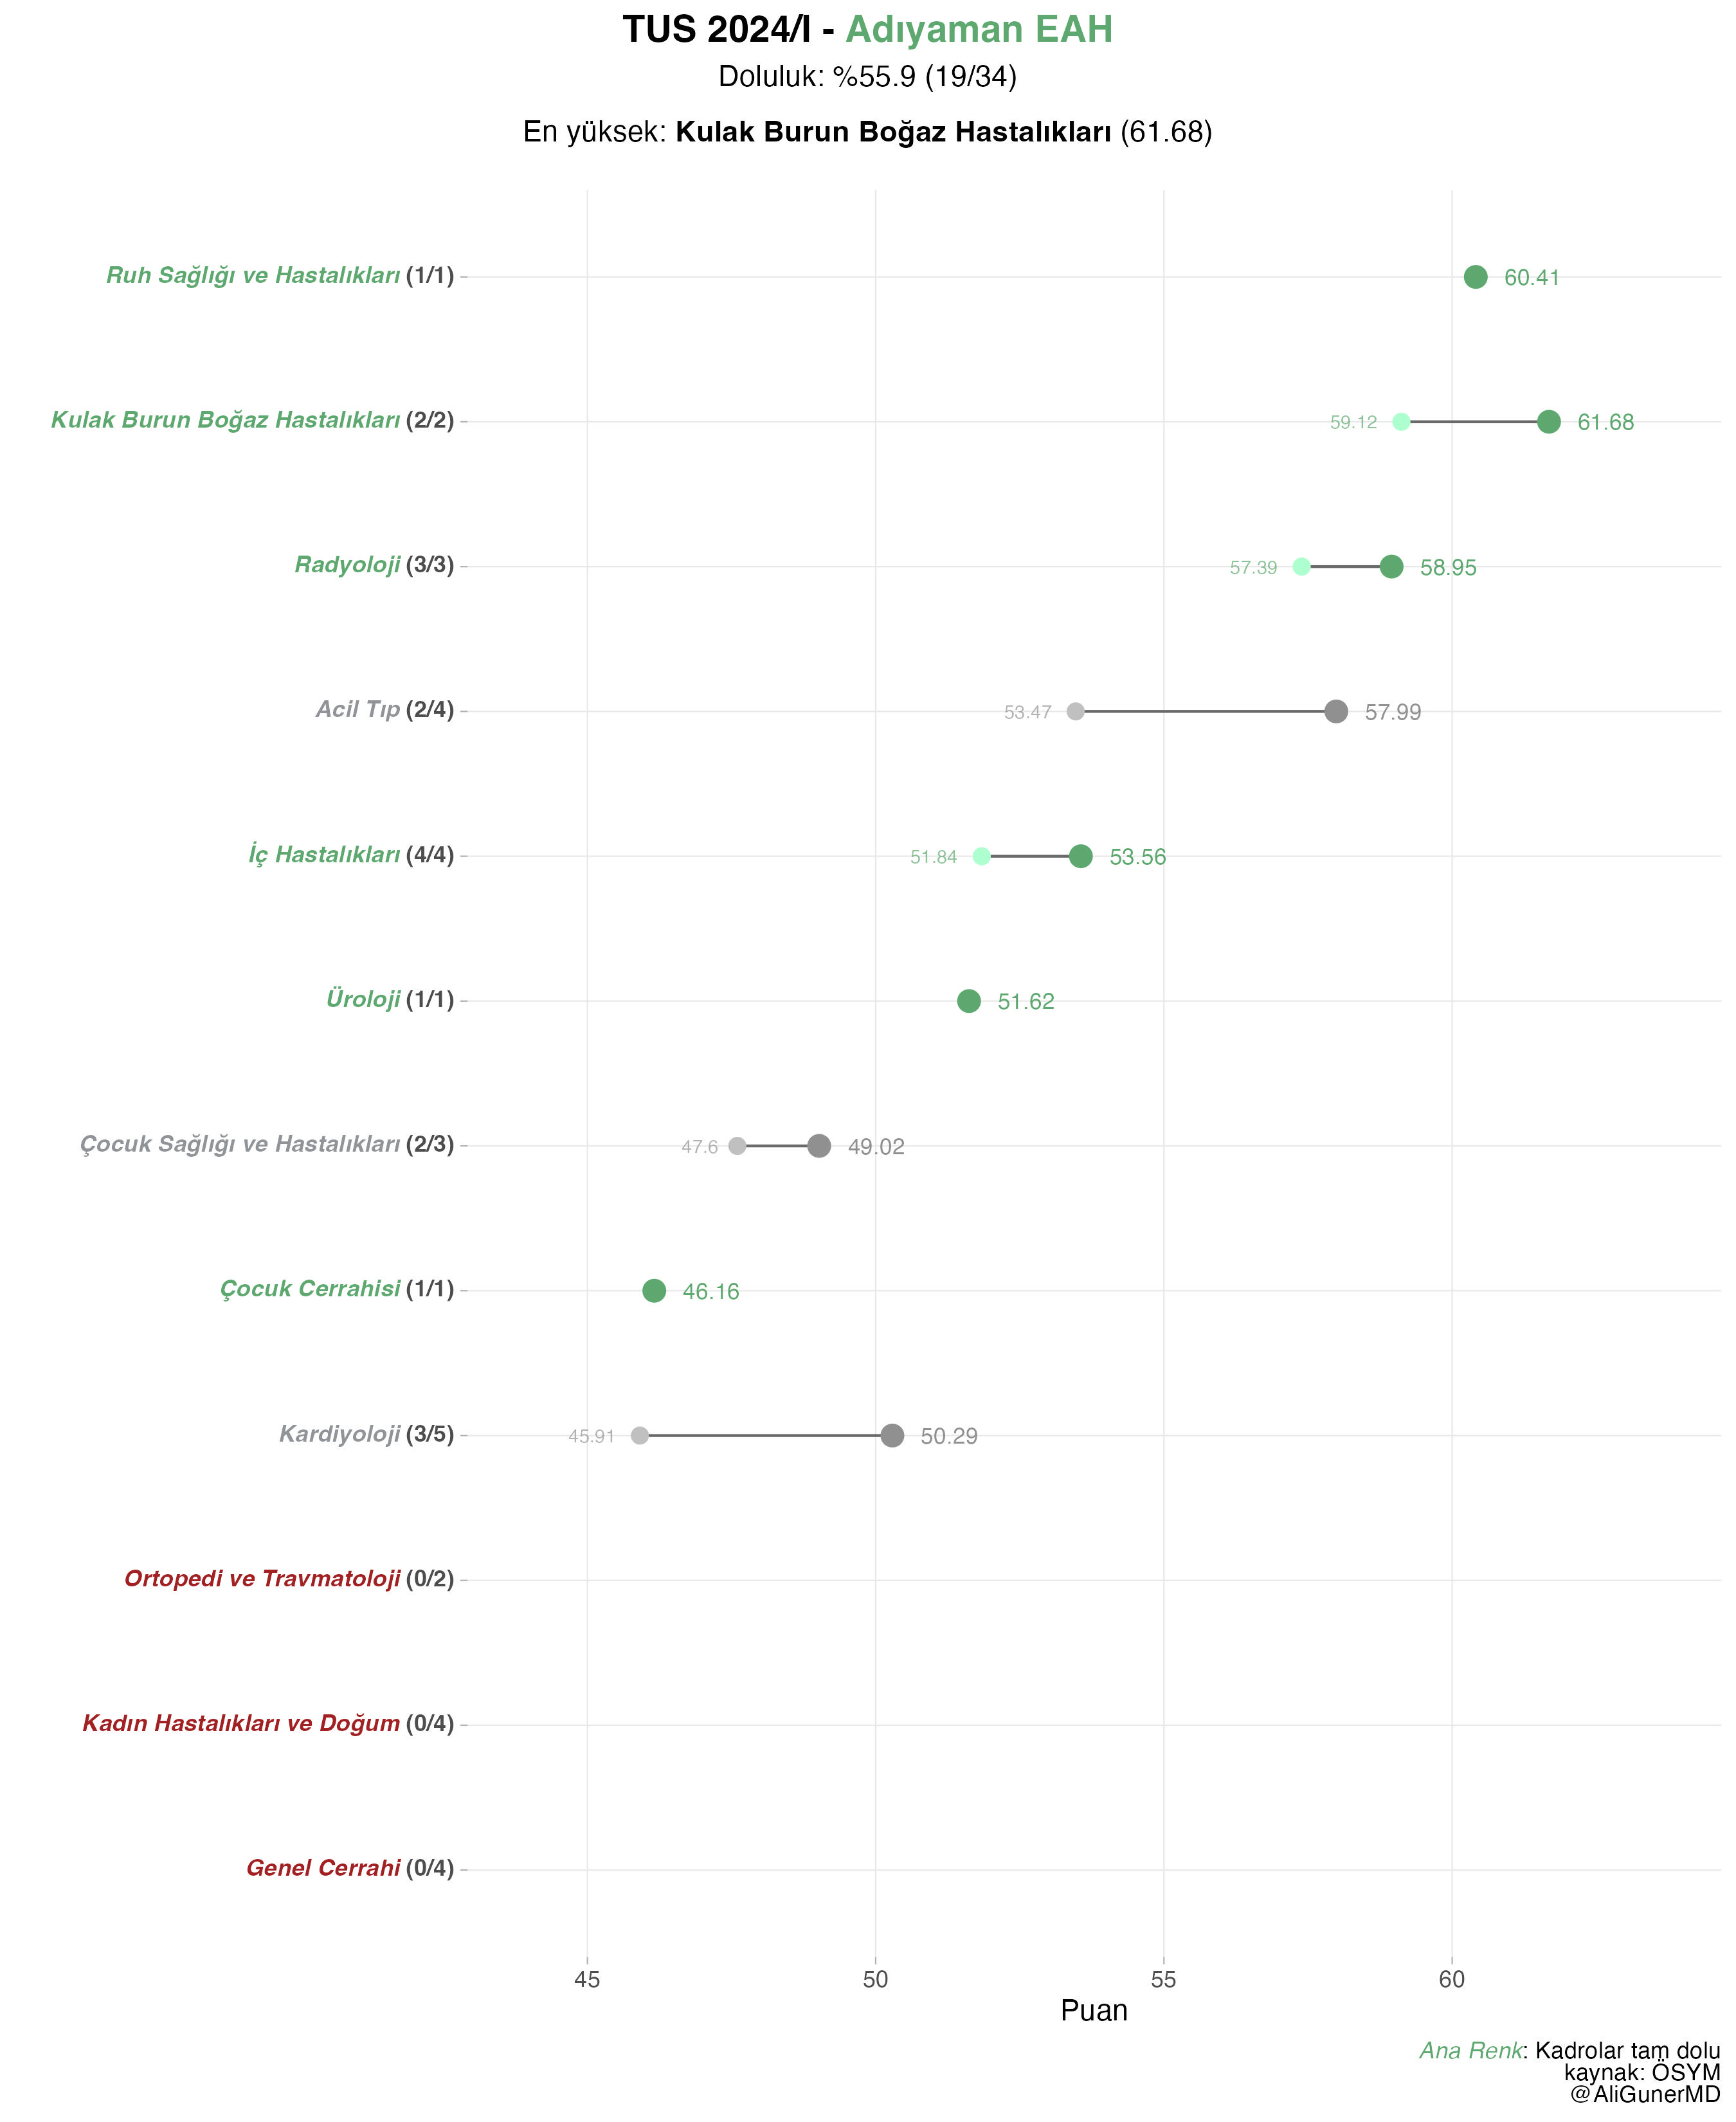 TUS 2024/I - Adıyaman EAH
Doluluk: %55.9 (19/34)
En yüksek: Kulak Burun Boğaz Hastalıkları (61.68)
Ruh Sağlığı ve Hastalıkları (1/1) 60.41
Kulak Burun Boğaz Hastalıkları (2/2) 59.12 61.68
Radyoloji (3/3) 57.39 58.95
Acil Tıp (2/4) 53.47 57.99
İç Hastalıkları (4/4) 51.84 53.56
Üroloji (1/1) 51.62
Çocuk Sağlığı ve Hastalıkları (2/3) 47.6 49.02
Çocuk Cerrahisi (1/1) 46.16
Kardiyoloji (3/5) 45.91 50.29
Ortopedi ve Travmatoloji (0/2)
Kadın Hastalıkları ve Doğum (0/4)
Genel Cerrahi (0/4)
45 50 55 60
Puan
Ana Renk: Kadrolar tam dolu
kaynak: ÖSYM
@AliGunerMD